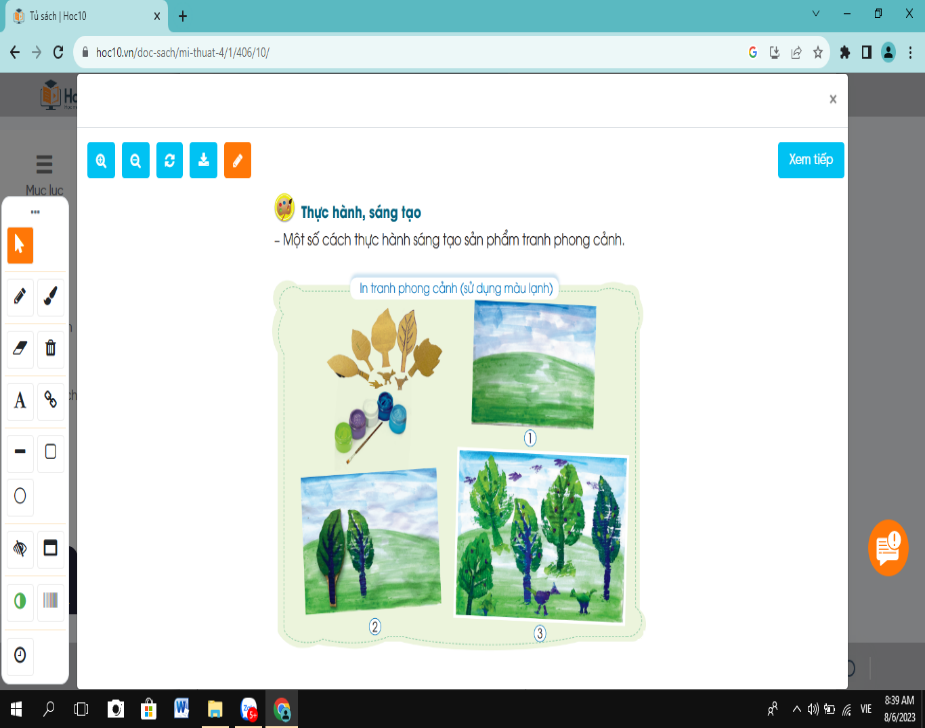 Tủ sách | Hoc10
hoc10.vn/doc-sach/mi-thuat-4/1/406/10/
Mục lục
Xem tiếp
Thực hành, sáng tạo
– Một số cách thực hành sáng tạo sản phẩm tranh phong cảnh.
In tranh phong cảnh (sử dụng màu lạnh)
1
2
3
A
VIE
8:39 AM
8/6/2023